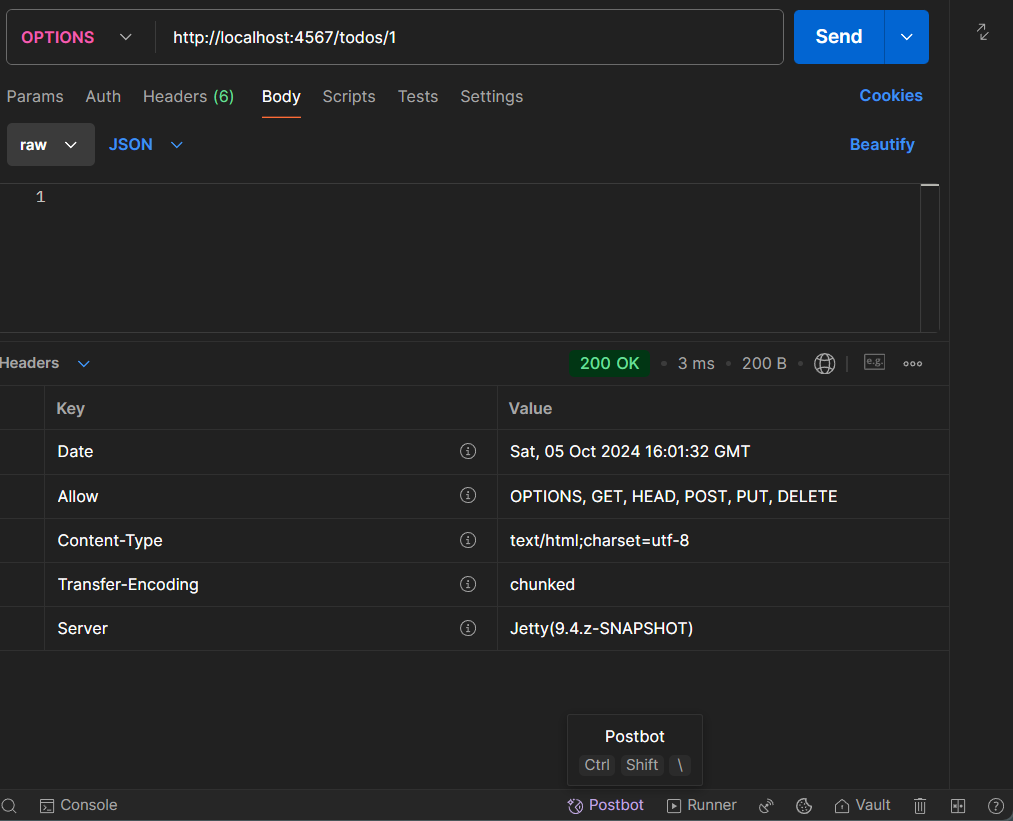 OPTIONS http://localhost:4567/todos/1 Send
Params Auth Headers (6) Body Scripts Tests Settings Cookies
raw JSON Beautify
1
Headers 200 OK 3 ms 200 B e.g.
Key Value
Date Sat, 05 Oct 2024 16:01:32 GMT
Allow OPTIONS, GET, HEAD, POST, PUT, DELETE
Content-Type text/html;charset=utf-8
Transfer-Encoding chunked
Server Jetty(9.4.z-SNAPSHOT)
Postbot
Ctrl Shift \
Console Postbot Runner Vault